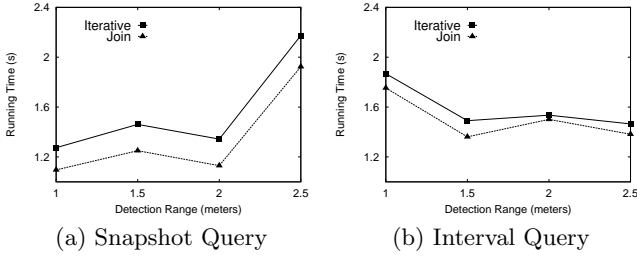 2.4
2
1.6
1.2
Running Time (s)
Iterative
Join
1 1.5 2 2.5
Detection Range (meters)
(a) Snapshot Query
2.4
2
1.6
1.2
Running Time (s)
Iterative
Join
1 1.5 2 2.5
Detection Range (meters)
(b) Interval Query